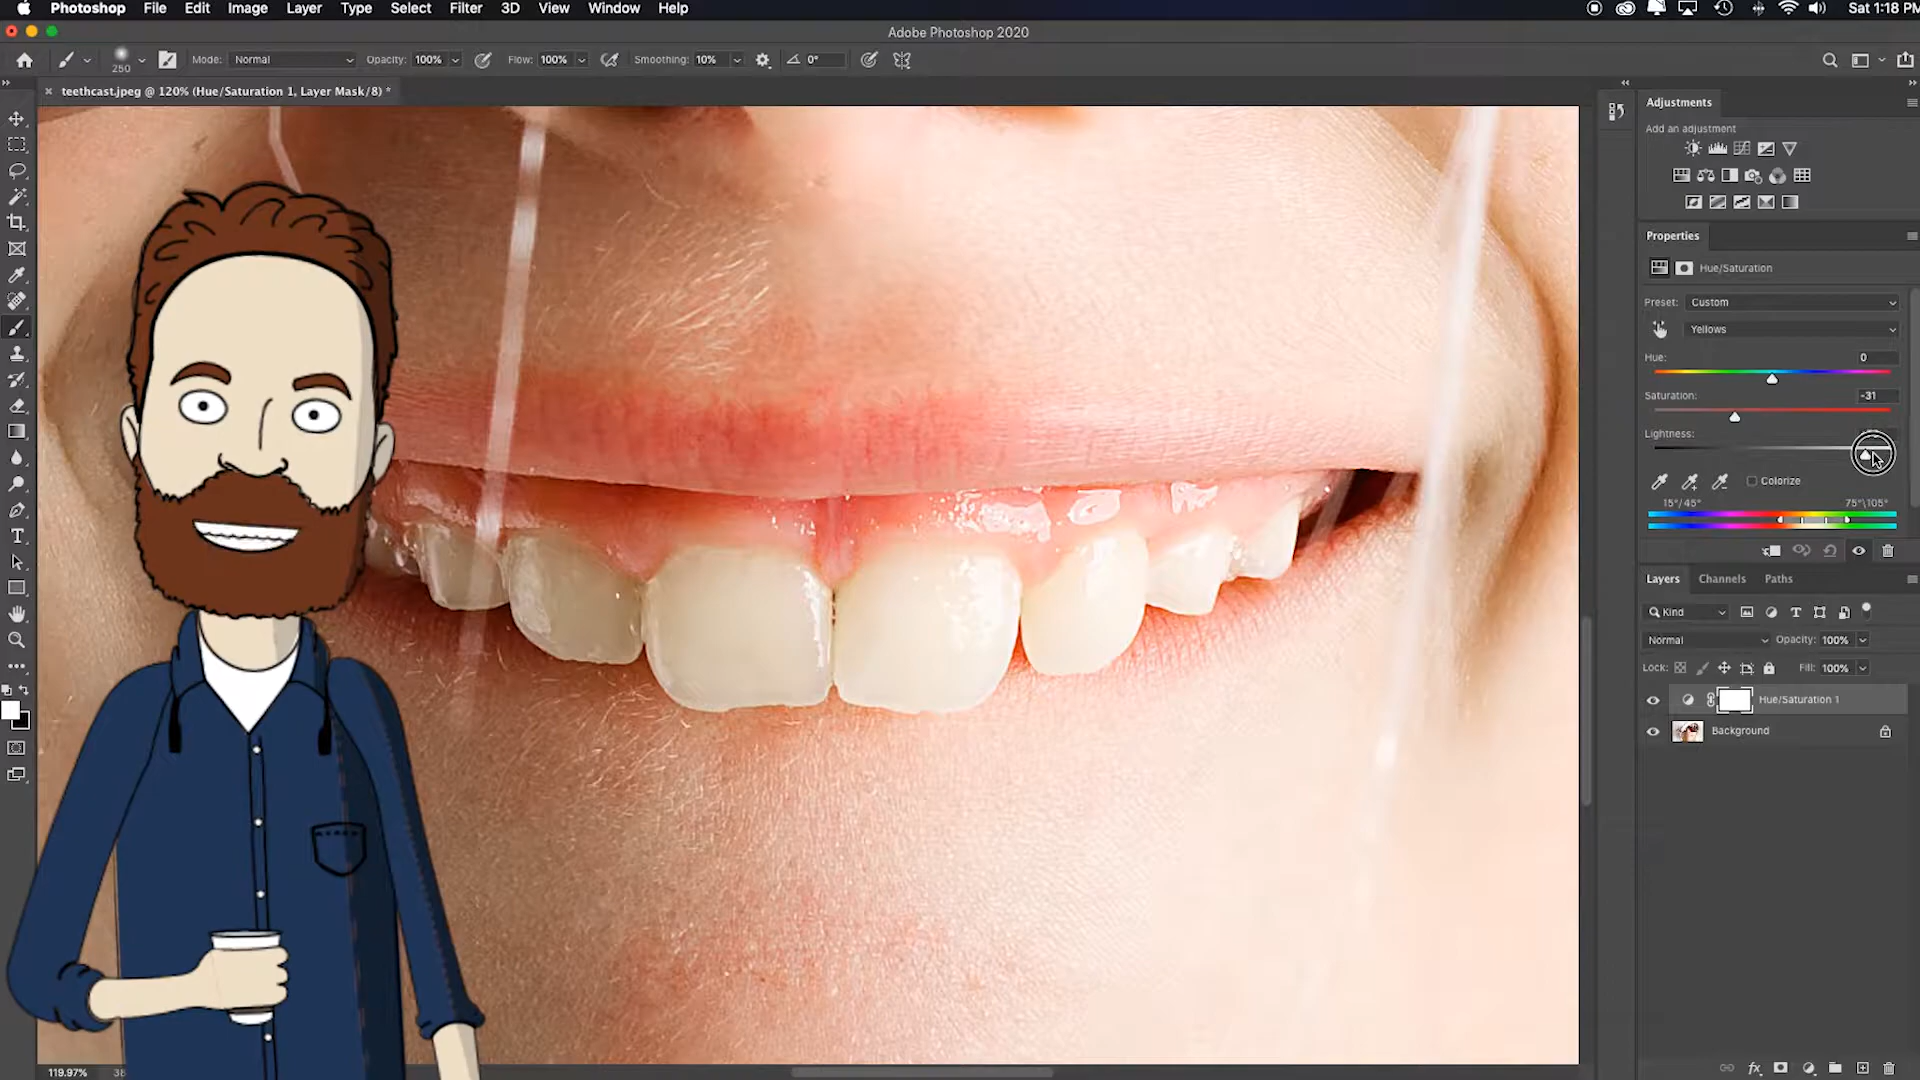 Photoshop File Edit Image Layer Type Select Filter 3D View Window Help Sat 1:18 PM
Adobe Photoshop 2020
250 Mode: Normal Opacity: 100% Flow: 100% Smoothing: 10% 0°
teethcast.jpeg @ 120% (Hue/Saturation 1, Layer Mask/8) *
Adjustments
Add an adjustment
Properties
Hue/Saturation
Preset: Custom
Yellows
Hue: 0
Saturation: -31
Lightness:
Colorize
15°/45° 75°\105°
Layers Channels Paths
Kind
Normal Opacity: 100%
Lock: Fill: 100%
Hue/Saturation 1
Background
fx
119.97%